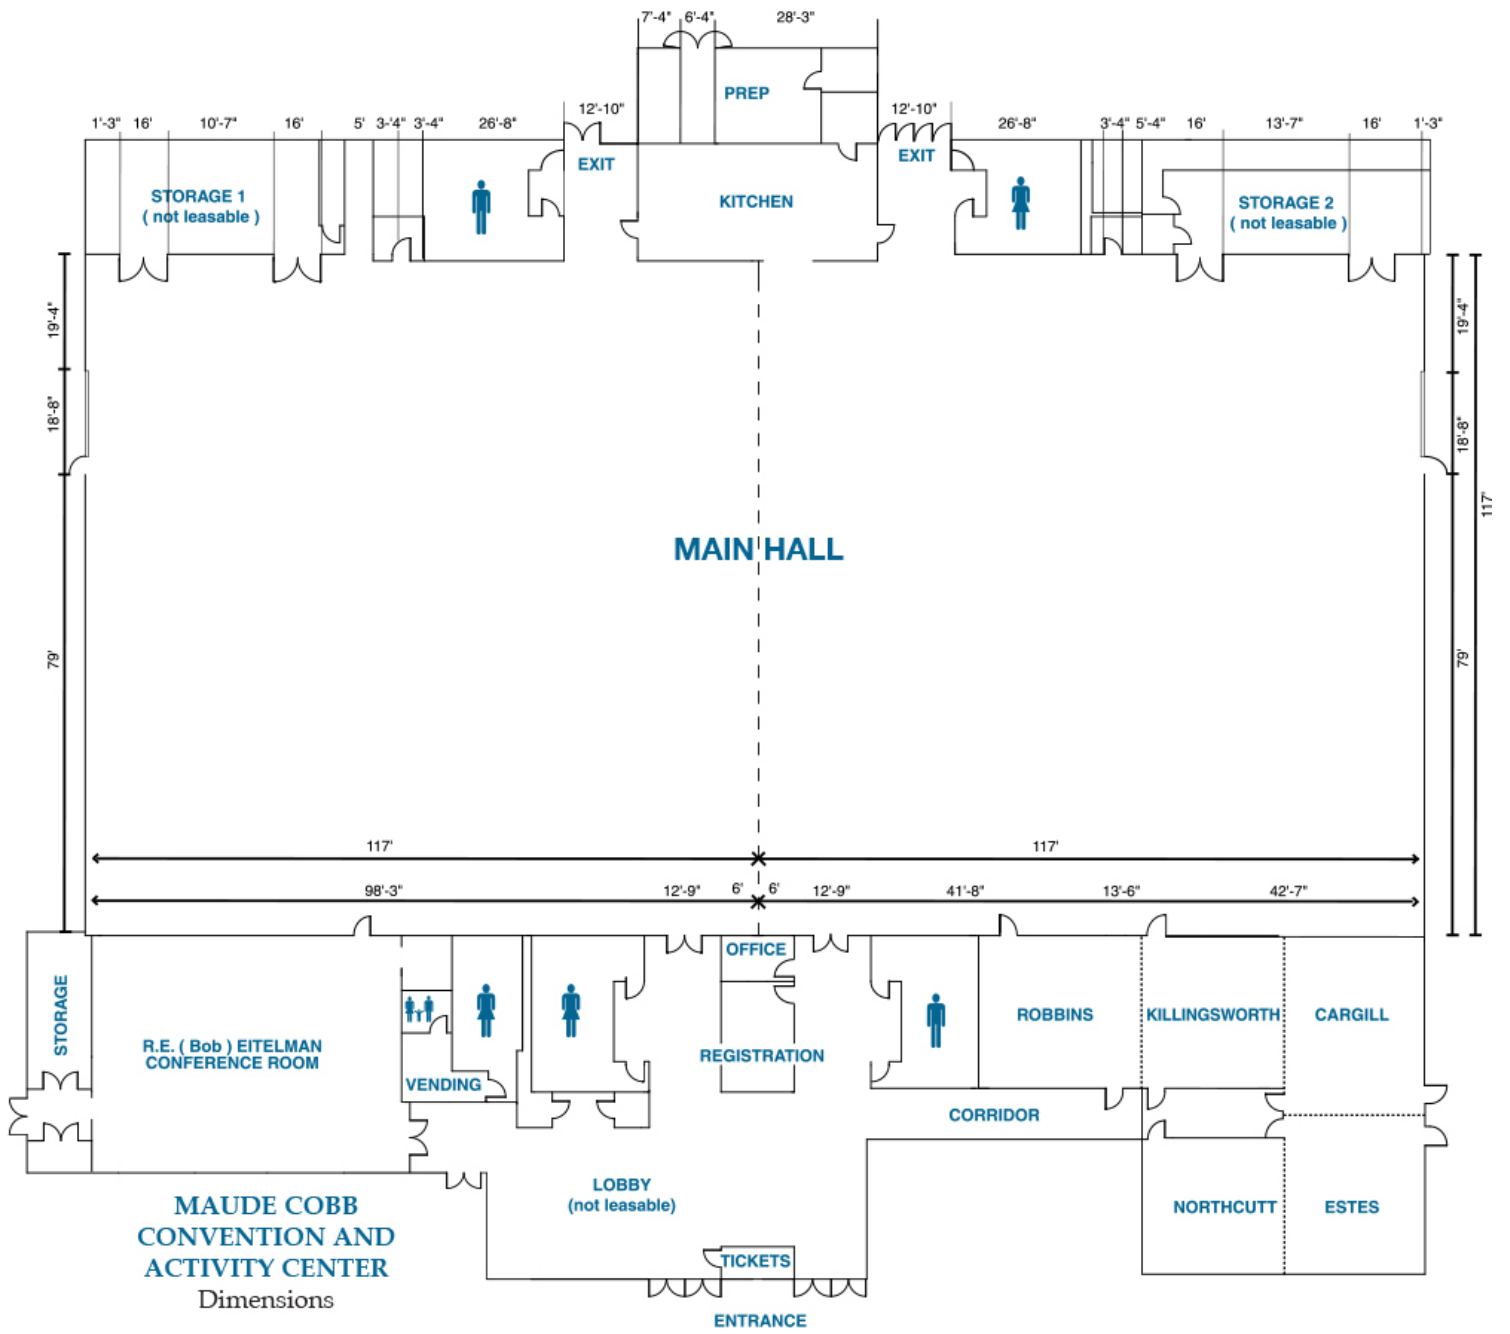 7'-4" 6'-4" 28'-3"
PREP
12'-10" 12'-10"
1'-3" 16' 10'-7" 16' 5' 3-'4" 3'-4" 26'-8" 26'-8" 3'-4" 5'-4" 16' 13'-7" 16' 1'-3"
EXIT EXIT
STORAGE 1
( not leasable )
KITCHEN
STORAGE 2
( not leasable )
19'-4" 19'-4"
18'-8" 18'-8"
117'
MAIN HALL
79' 79'
117' 117'
98'-3" 12'-9" 6' 6' 12'-9" 41'-8" 13'-6" 42'-7"
OFFICE
STORAGE
ROBBINS KILLINGSWORTH CARGILL
R.E. ( Bob ) EITELMAN
CONFERENCE ROOM
REGISTRATION
VENDING
CORRIDOR
LOBBY
(not leasable)
NORTHCUTT ESTES
MAUDE COBB
CONVENTION AND
ACTIVITY CENTER
Dimensions
TICKETS
ENTRANCE